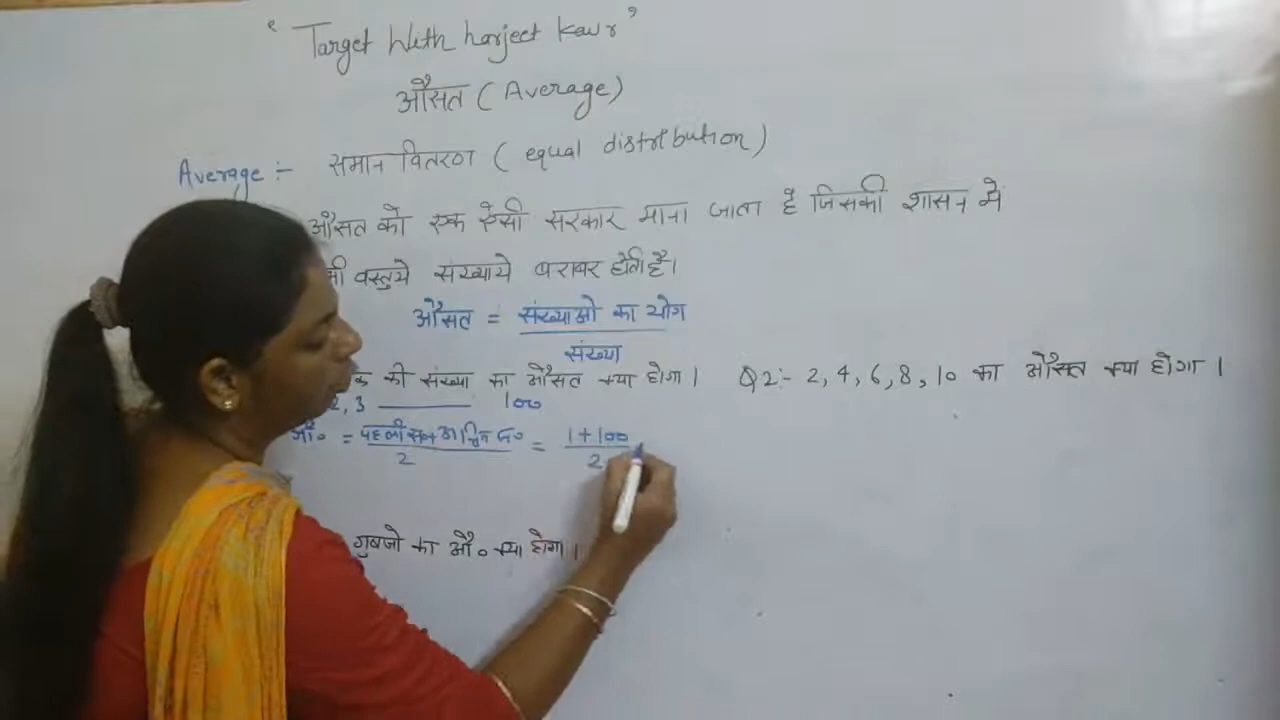 "Target With harjeet Kaur"
औसत (Average)
Average :- समान वितरण (equal distribution)
औसत को एक ऐसी सरकार माना जाता है जिसकी शासन में
वस्तुये संख्याये बराबर होती है।
औसत = संख्याओ का योग
संख्या
की संख्या का औसत क्या होगा। Q2:- 2, 4, 6, 8, 10 का औसत क्या होगा।
2, 3 ______ 100
औ० = पहली सं०+ अन्तिम सं० / 2 = 1+100 / 2
का औ० क्या होगा।